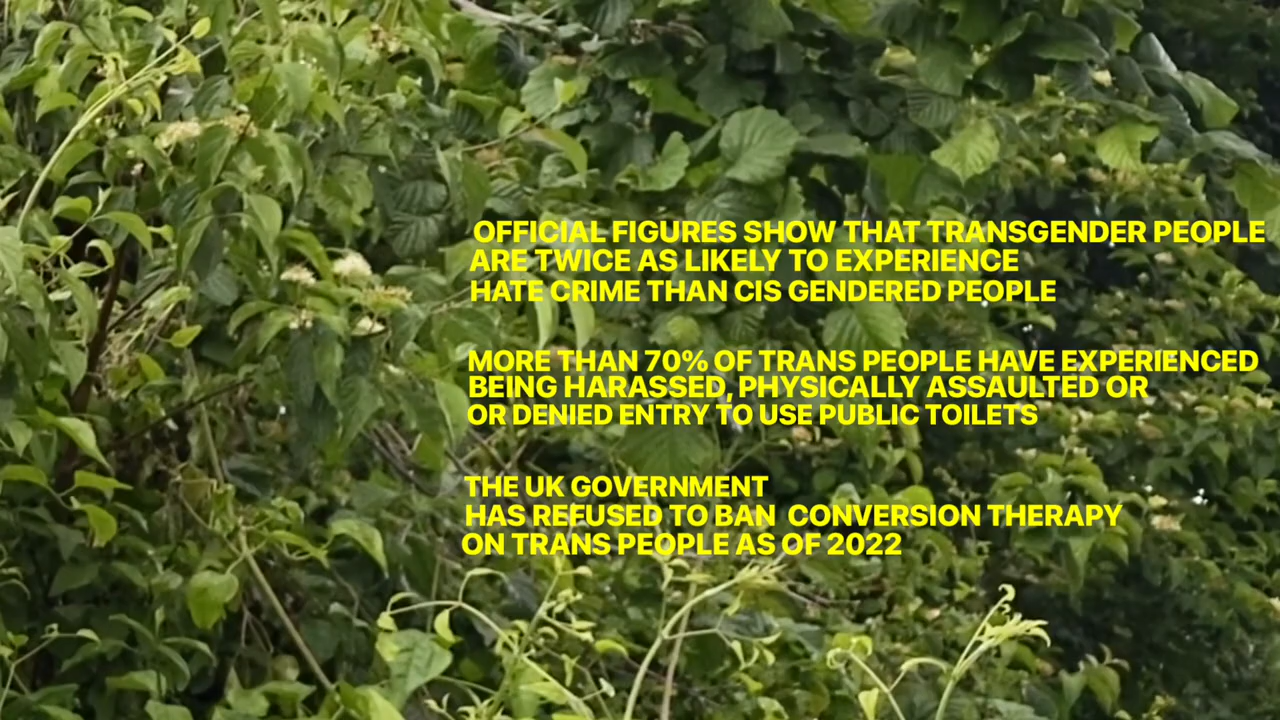 OFFICIAL FIGURES SHOW THAT TRANSGENDER PEOPLE
ARE TWICE AS LIKELY TO EXPERIENCE
HATE CRIME THAN CIS GENDERED PEOPLE
MORE THAN 70% OF TRANS PEOPLE HAVE EXPERIENCED
BEING HARASSED, PHYSICALLY ASSAULTED OR
OR DENIED ENTRY TO USE PUBLIC TOILETS
THE UK GOVERNMENT
HAS REFUSED TO BAN  CONVERSION THERAPY
ON TRANS PEOPLE AS OF 2022